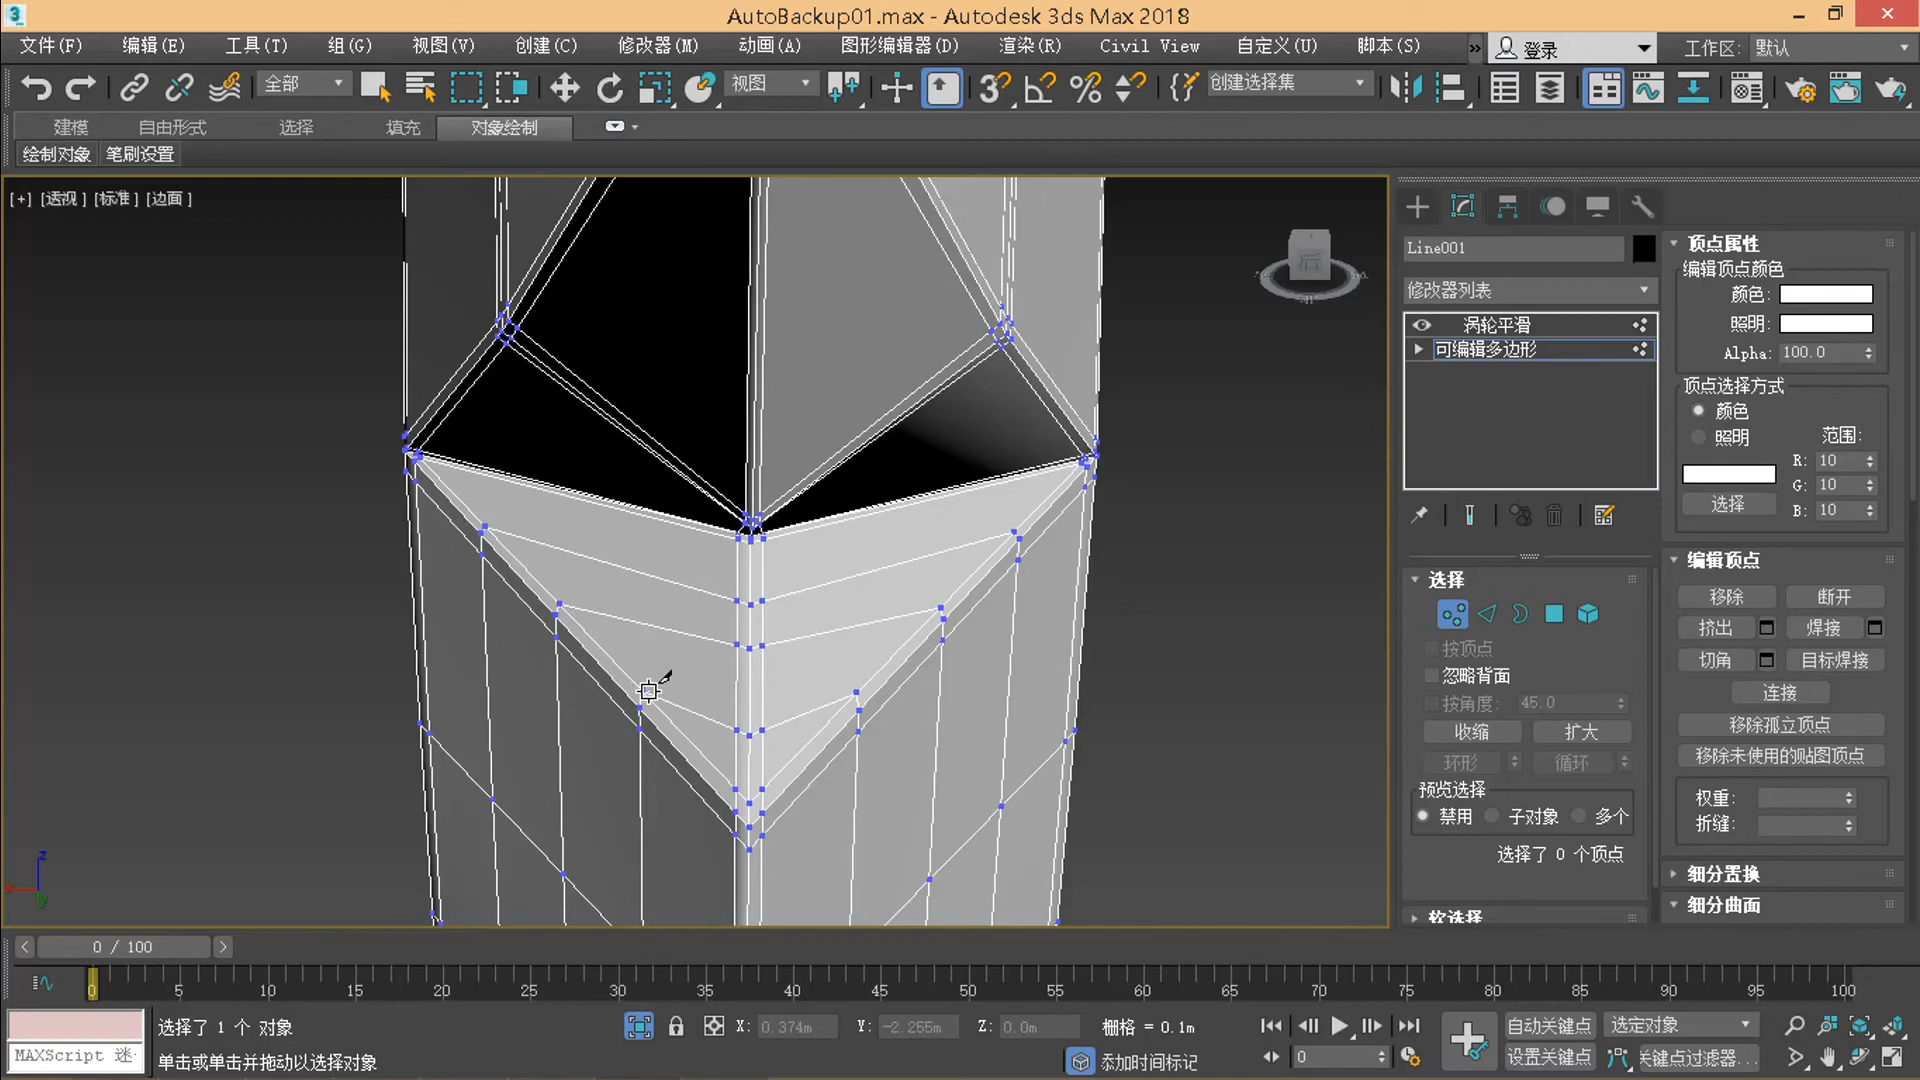 AutoBackup01.max - Autodesk 3ds Max 2018
文件(F) 编辑(E) 工具(T) 组(G) 视图(V) 创建(C) 修改器(M) 动画(A) 图形编辑器(D) 渲染(R) Civil View 自定义(U) 脚本(S) » 登录 工作区: 默认
全部 视图 创建选择集
建模 自由形式 选择 填充 对象绘制
绘制对象 笔刷设置
[+] [透视] [标准] [边面]
后
Line001
修改器列表
涡轮平滑
可编辑多边形
选择
按顶点
忽略背面
按角度: 45.0
收缩 扩大
环形 循环
预览选择
禁用 子对象 多个
选择了 0 个顶点
软选择
顶点属性
编辑顶点颜色
颜色:
照明:
Alpha: 100.0
顶点选择方式
颜色
照明 范围:
R: 10
G: 10
选择
B: 10
编辑顶点
移除 断开
挤出 焊接
切角 目标焊接
连接
移除孤立顶点
移除未使用的贴图顶点
权重:
折缝:
细分置换
细分曲面
z
x
y
< 0 / 100 >
0 5 10 15 20 25 30 35 40 45 50 55 60 65 70 75 80 85 90 95 100
选择了 1 个 对象 X: 0.374m Y: -2.255m Z: 0.0m 栅格 = 0.1m 自动关键点 选定对象
MAXScript 迷 单击或单击并拖动以选择对象 添加时间标记 0 设置关键点 关键点过滤器...